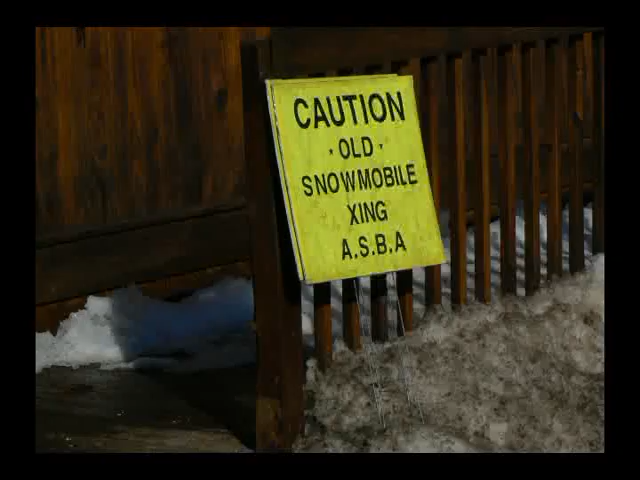 CAUTION
• OLD •
SNOWMOBILE
XING
A.S.B.A